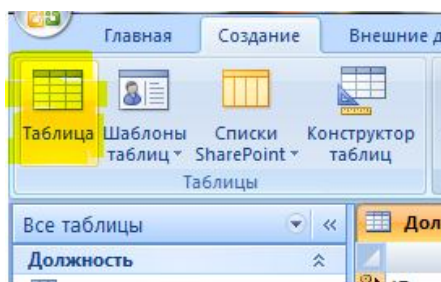 Главная Создание Внешние д
Таблица Шаблоны таблиц Списки SharePoint Конструктор таблиц
Таблицы
Все таблицы
Дол
Должность